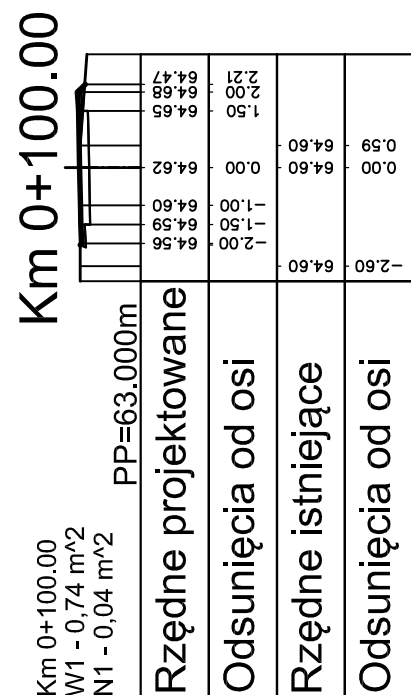 Km 0+100.00
Km 0+100.00
W1 - 0,74 m^2
N1 - 0,04 m^2
PP=63.000m
Rzędne projektowane
64.56 64.59 64.60 64.62 64.65 64.68 64.47
Odsunięcia od osi
-2.00 -1.50 -1.00 0.00 1.50 2.00 2.21
Rzędne istniejące
64.60 64.60 64.60
Odsunięcia od osi
-2.60 0.00 0.59